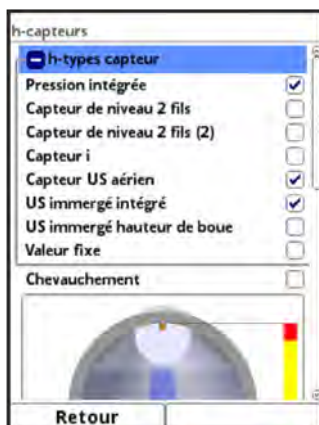 h-capteurs
h-types capteur
Pression intégrée
Capteur de niveau 2 fils
Capteur de niveau 2 fils (2)
Capteur i
Capteur US aérien
US immergé intégré
US immergé hauteur de boue
Valeur fixe
Chevauchement
Retour